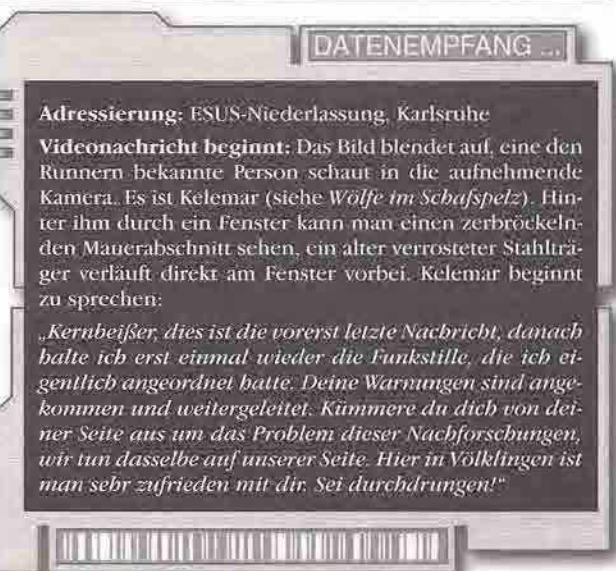 DATENEMPFANG ...
Adressierung: ESUS-Niederlassung, Karlsruhe
Videonachricht beginnt: Das Bild blendet auf, eine den
Runnern bekannte Person schaut in die aufnehmende
Kamera. Es ist Kelemar (siehe Wölfe im Schafspelz). Hin-
ter ihm durch ein Fenster kann man einen zerbröckeln-
den Mauerabschnitt sehen, ein alter verrosteter Stahlträ-
ger verläuft direkt am Fenster vorbei. Kelemar beginnt
zu sprechen:
„Kernbeißer, dies ist die vorerst letzte Nachricht, danach
halte ich erst einmal wieder die Funkstille, die ich ei-
gentlich angeordnet hatte. Deine Warnungen sind ange-
kommen und weitergeleitet. Kümmere du dich von dei-
ner Seite aus um das Problem dieser Nachforschungen,
wir tun dasselbe auf unserer Seite. Hier in Völklingen ist
man sehr zufrieden mit dir. Sei durchdrungen!“